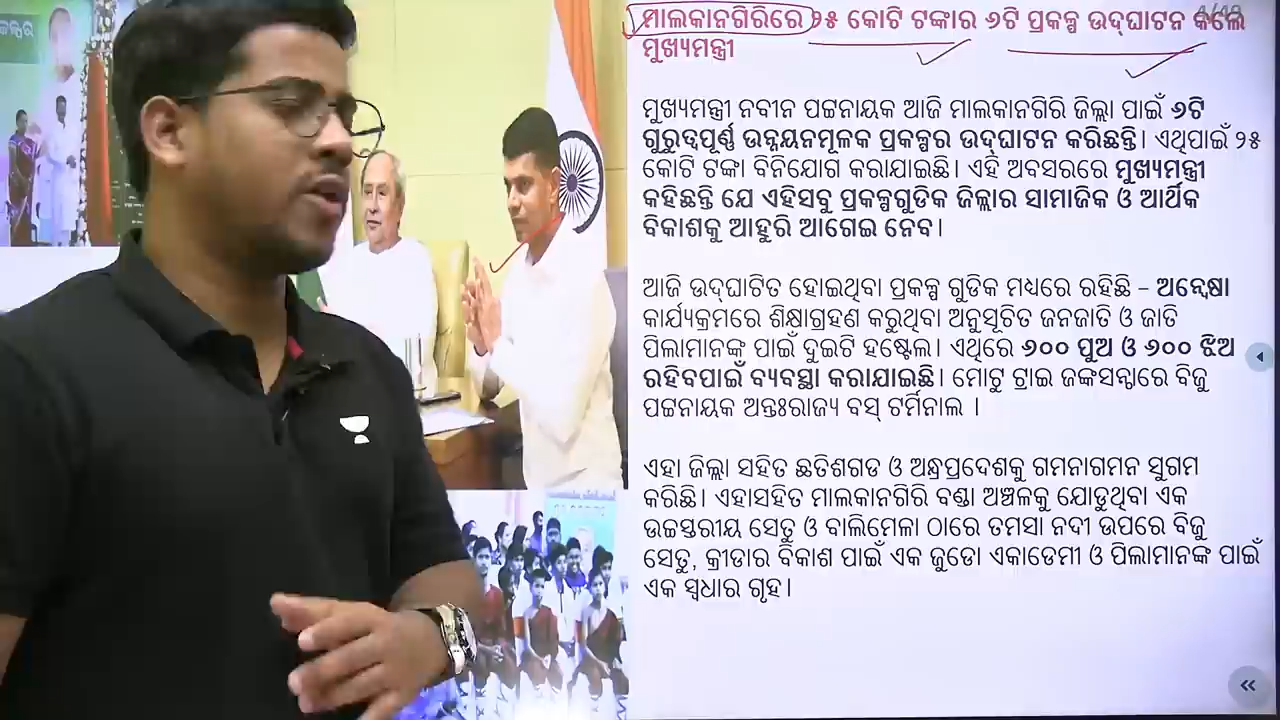 ମାଲକାନଗିରିରେ ୨୫ କୋଟି ଟଙ୍କାର ୬ଟି ପ୍ରକଳ୍ପ ଉଦ୍‌ଘାଟନ କଲେ
ମୁଖ୍ୟମନ୍ତ୍ରୀ
ମୁଖ୍ୟମନ୍ତ୍ରୀ ନବୀନ ପଟ୍ଟନାୟକ ଆଜି ମାଲକାନଗିରି ଜିଲ୍ଲା ପାଇଁ ୬ଟି
ଗୁରୁତ୍ୱପୂର୍ଣ୍ଣ ଉନ୍ନୟନମୂଳକ ପ୍ରକଳ୍ପର ଉଦ୍‌ଘାଟନ କରିଛନ୍ତି। ଏଥିପାଇଁ ୨୫
କୋଟି ଟଙ୍କା ବିନିଯୋଗ କରାଯାଇଛି। ଏହି ଅବସରରେ ମୁଖ୍ୟମନ୍ତ୍ରୀ
କହିଛନ୍ତି ଯେ ଏହିସବୁ ପ୍ରକଳ୍ପଗୁଡିକ ଜିଲ୍ଲାର ସାମାଜିକ ଓ ଆର୍ଥିକ
ବିକାଶକୁ ଆହୁରି ଆଗେଇ ନେବ।
ଆଜି ଉଦ୍‌ଘାଟିତ ହୋଇଥିବା ପ୍ରକଳ୍ପ ଗୁଡିକ ମଧ୍ୟରେ ରହିଛି – ଅନ୍ୱେଷା
କାର୍ଯ୍ୟକ୍ରମରେ ଶିକ୍ଷାଗ୍ରହଣ କରୁଥିବା ଅନୁସୂଚିତ ଜନଜାତି ଓ ଜାତି
ପିଲାମାନଙ୍କ ପାଇଁ ଦୁଇଟି ହଷ୍ଟେଲ। ଏଥିରେ ୬୦୦ ପୁଅ ଓ ୬୦୦ ଝିଅ
ରହିବପାଇଁ ବ୍ୟବସ୍ଥା କରାଯାଇଛି। ମୋଟୁ ଟ୍ରାଇ ଜଙ୍କସନ୍ଠାରେ ବିଜୁ
ପଟ୍ଟନାୟକ ଅନ୍ତଃରାଜ୍ୟ ବସ୍ ଟର୍ମିନାଲ ।
ଏହା ଜିଲ୍ଲା ସହିତ ଛତିଶଗଡ ଓ ଅନ୍ଧ୍ରପ୍ରଦେଶକୁ ଗମନାଗମନ ସୁଗମ
କରିଛି। ଏହାସହିତ ମାଲକାନଗିରି ବଣ୍ଡା ଅଞ୍ଚଳକୁ ଯୋଡୁଥିବା ଏକ
ଉଚ୍ଚସ୍ତରୀୟ ସେତୁ ଓ ବାଲିମେଳା ଠାରେ ତମସା ନଦୀ ଉପରେ ବିଜୁ
ସେତୁ, କ୍ରୀଡାର ବିକାଶ ପାଇଁ ଏକ ଜୁଡୋ ଏକାଡେମୀ ଓ ପିଲାମାନଙ୍କ ପାଇଁ
ଏକ ସ୍ୱଧାର ଗୃହ।